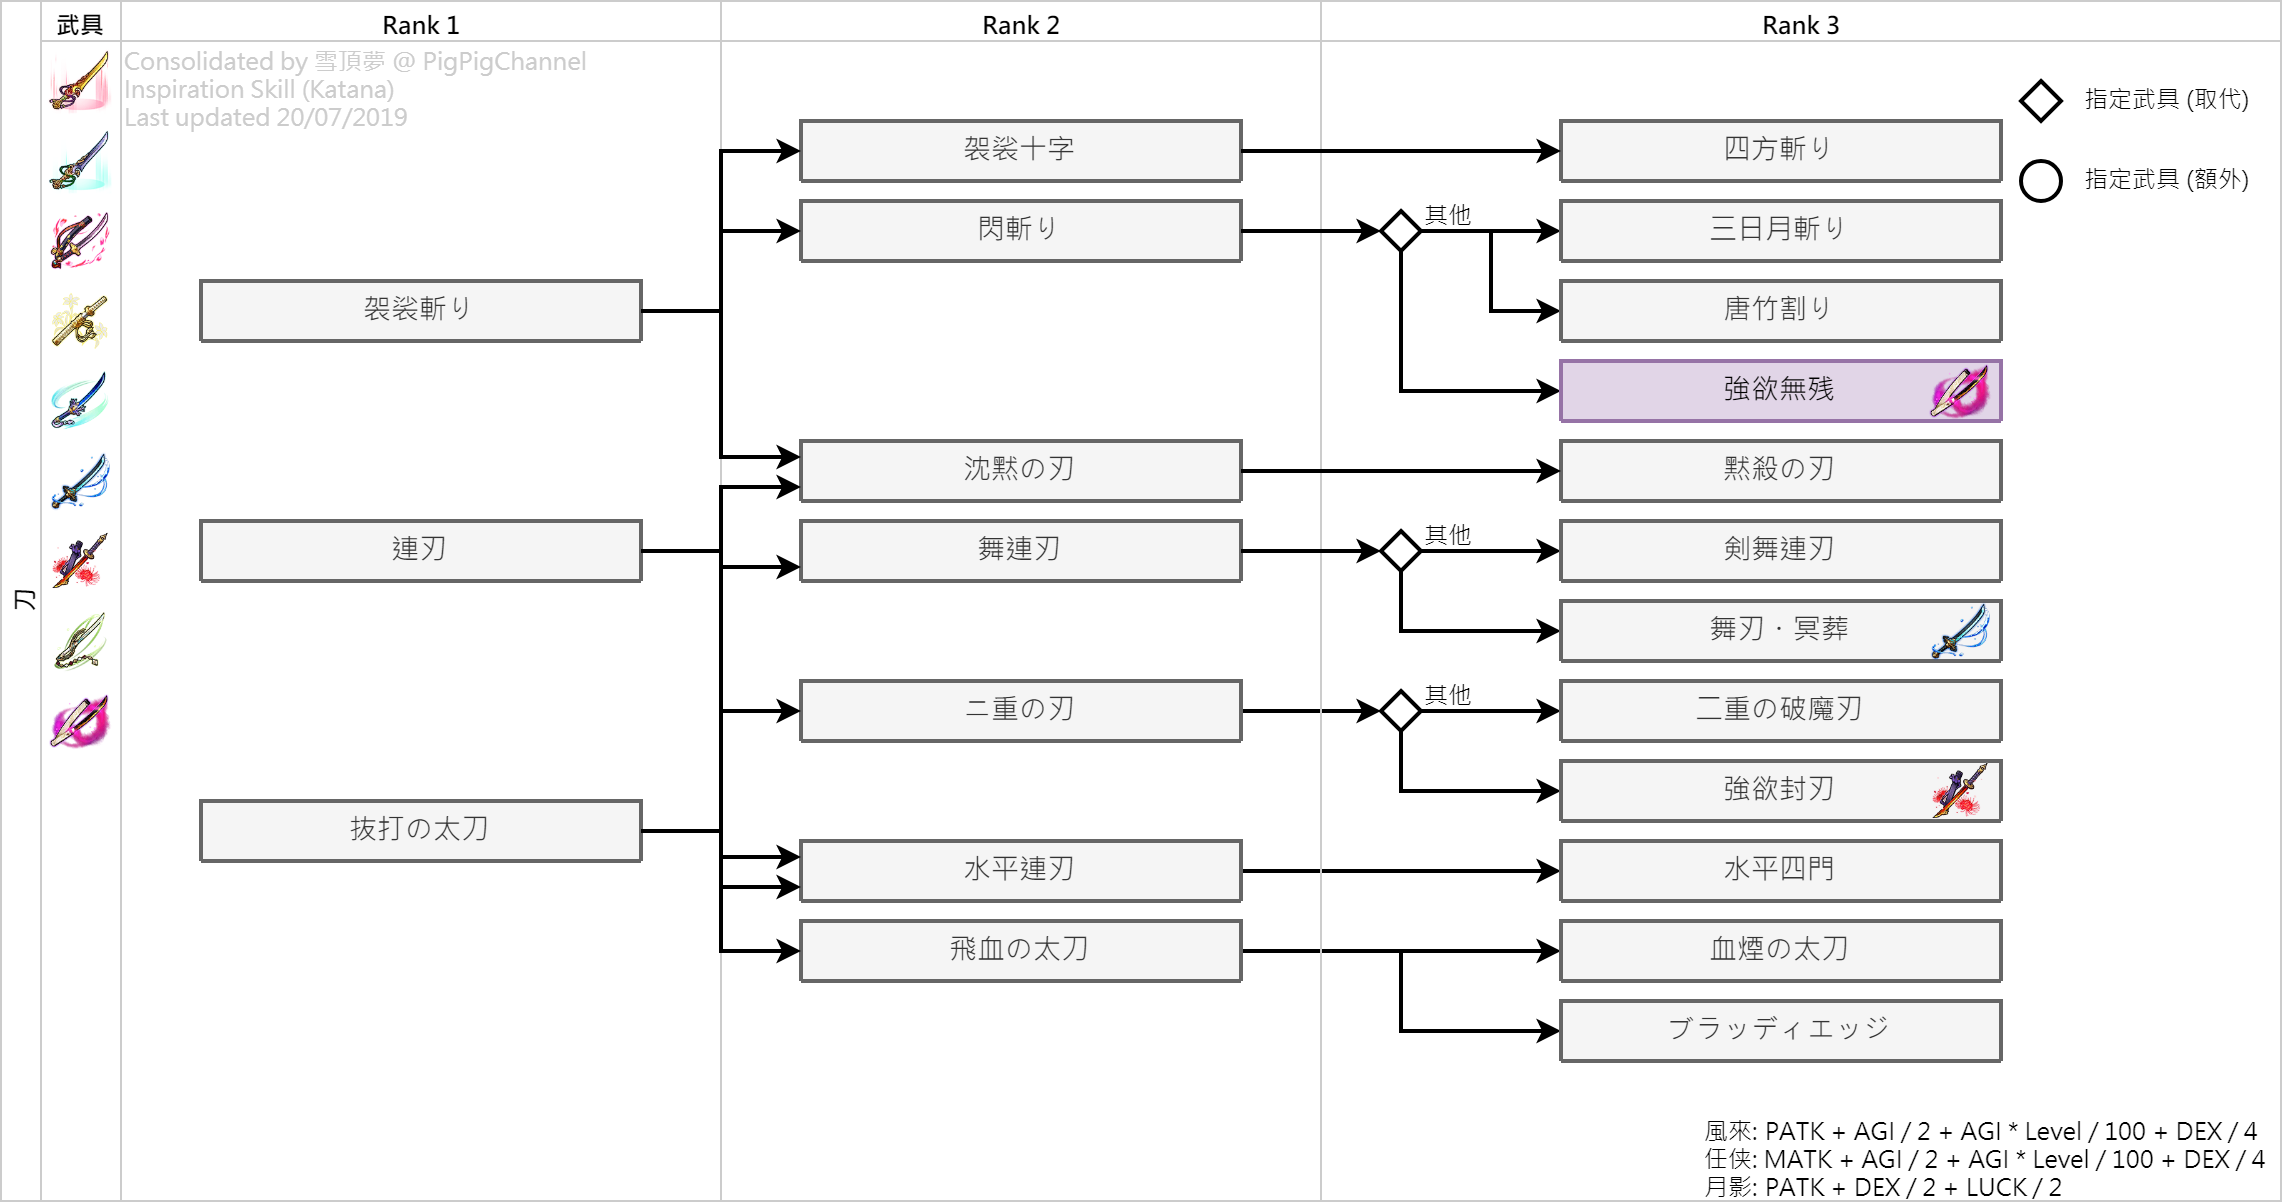 武具
Rank 1
Rank 2
Rank 3
Consolidated by 雪頂夢 @ PigPigChannel
Inspiration Skill (Katana)
Last updated 20/07/2019
指定武具 (取代)
指定武具 (額外)
刀
袈裟斬り
連刃
抜打の太刀
袈裟十字
閃斬り
沈黙の刃
舞連刃
二重の刃
水平連刃
飛血の太刀
其他
其他
其他
四方斬り
三日月斬り
唐竹割り
強欲無残
黙殺の刃
剣舞連刃
舞刃・冥葬
二重の破魔刃
強欲封刃
水平四門
血煙の太刀
ブラッディエッジ
風來: PATK + AGI / 2 + AGI * Level / 100 + DEX / 4
任侠: MATK + AGI / 2 + AGI * Level / 100 + DEX / 4
月影: PATK + DEX / 2 + LUCK / 2